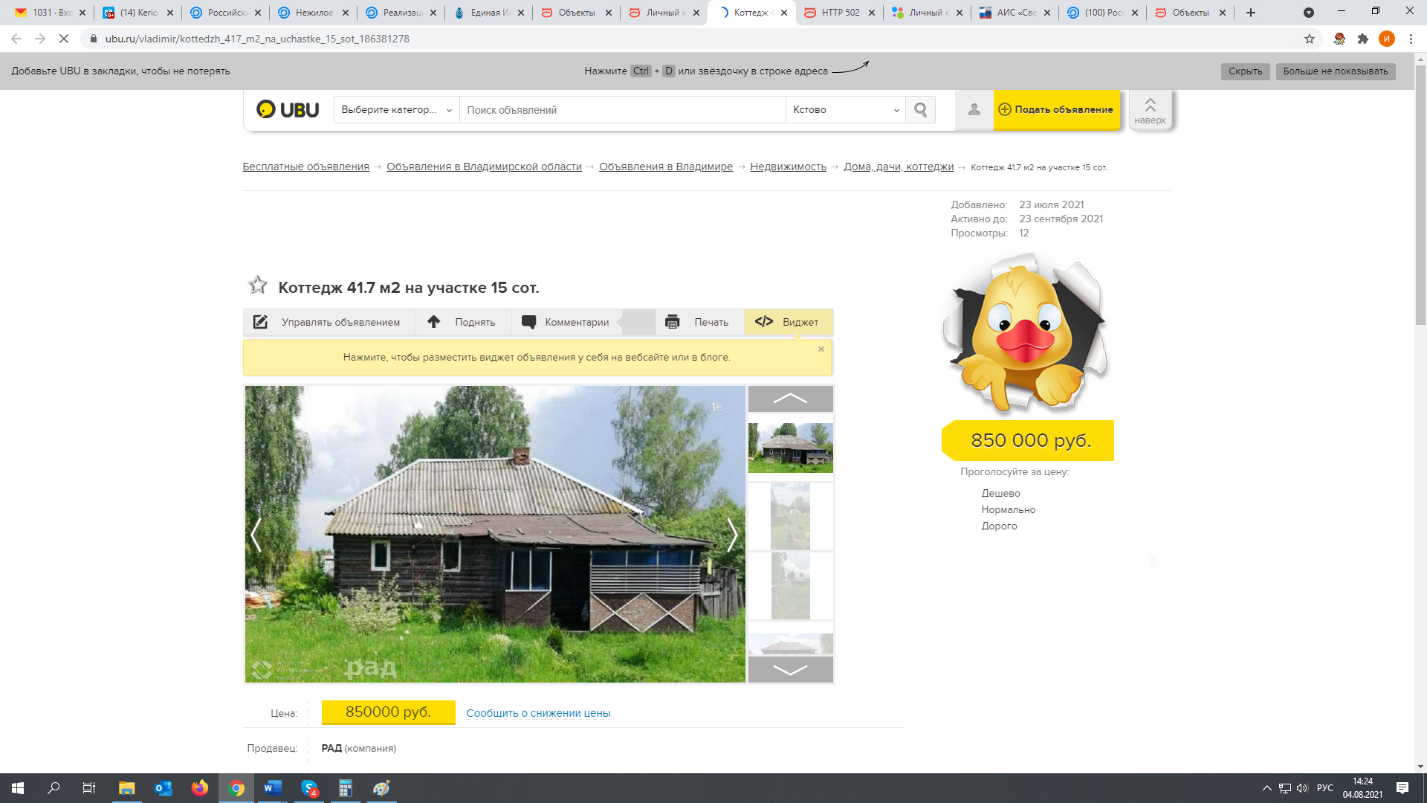 1031 · Вхо
(14) Kerio
Российск
Нежилое
Реализац
Единая И
Объекты
Личный к
Коттедж 4
HTTP 502
Личный к
АИС «Све
(100) Росс
Объекты
ubu.ru/vladimir/kottedzh_417_m2_na_uchastke_15_sot_186381278
И
Добавьте UBU в закладки, чтобы не потерять
Нажмите Ctrl + D или звёздочку в строке адреса
Скрыть
Больше не показывать
UBU
Выберите категор...
Поиск объявлений
Кстово
Подать объявление
наверх
Бесплатные объявления → Объявления в Владимирской области → Объявления в Владимире → Недвижимость → Дома, дачи, коттеджи → Коттедж 41.7 м2 на участке 15 сот.
Добавлено: 23 июля 2021
Активно до: 23 сентября 2021
Просмотры: 12
Коттедж 41.7 м2 на участке 15 сот.
Управлять объявлением
Поднять
Комментарии
Печать
Виджет
Нажмите, чтобы разместить виджет объявления у себя на вебсайте или в блоге.
1/6
рад
850 000 руб.
Проголосуйте за цену:
Дешево
Нормально
Дорого
Цена: 850000 руб. Сообщить о снижении цены
Продавец: РАД (компания)
4
РУС
14:24
04.08.2021